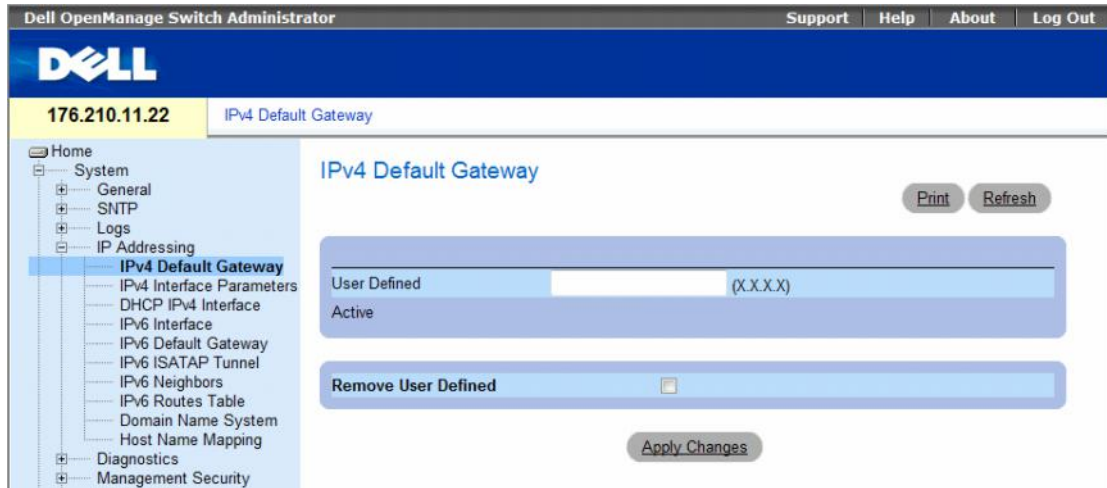 Dell OpenManage Switch Administrator
Support Help About Log Out
DELL
176.210.11.22
IPv4 Default Gateway
Home
System
General
SNTP
Logs
IP Addressing
IPv4 Default Gateway
IPv4 Interface Parameters
DHCP IPv4 Interface
IPv6 Interface
IPv6 Default Gateway
IPv6 ISATAP Tunnel
IPv6 Neighbors
IPv6 Routes Table
Domain Name System
Host Name Mapping
Diagnostics
Management Security
IPv4 Default Gateway
Print Refresh
User Defined (X.X.X.X)
Active
Remove User Defined
Apply Changes